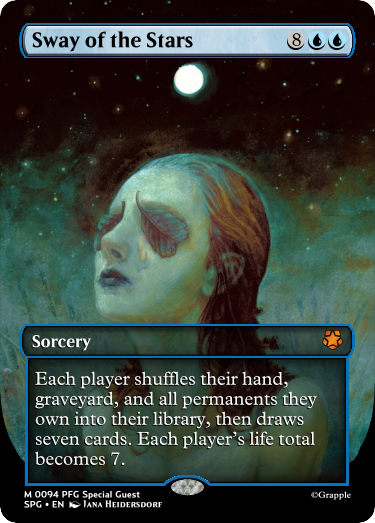 Sway of the Stars 8
Sorcery
Each player shuffles their hand,
graveyard, and all permanents they
own into their library, then draws
seven cards. Each player's life total
becomes 7.
M 0094 PFG Special Guest
SPG • EN Jana Heidersdorf
©Grapple